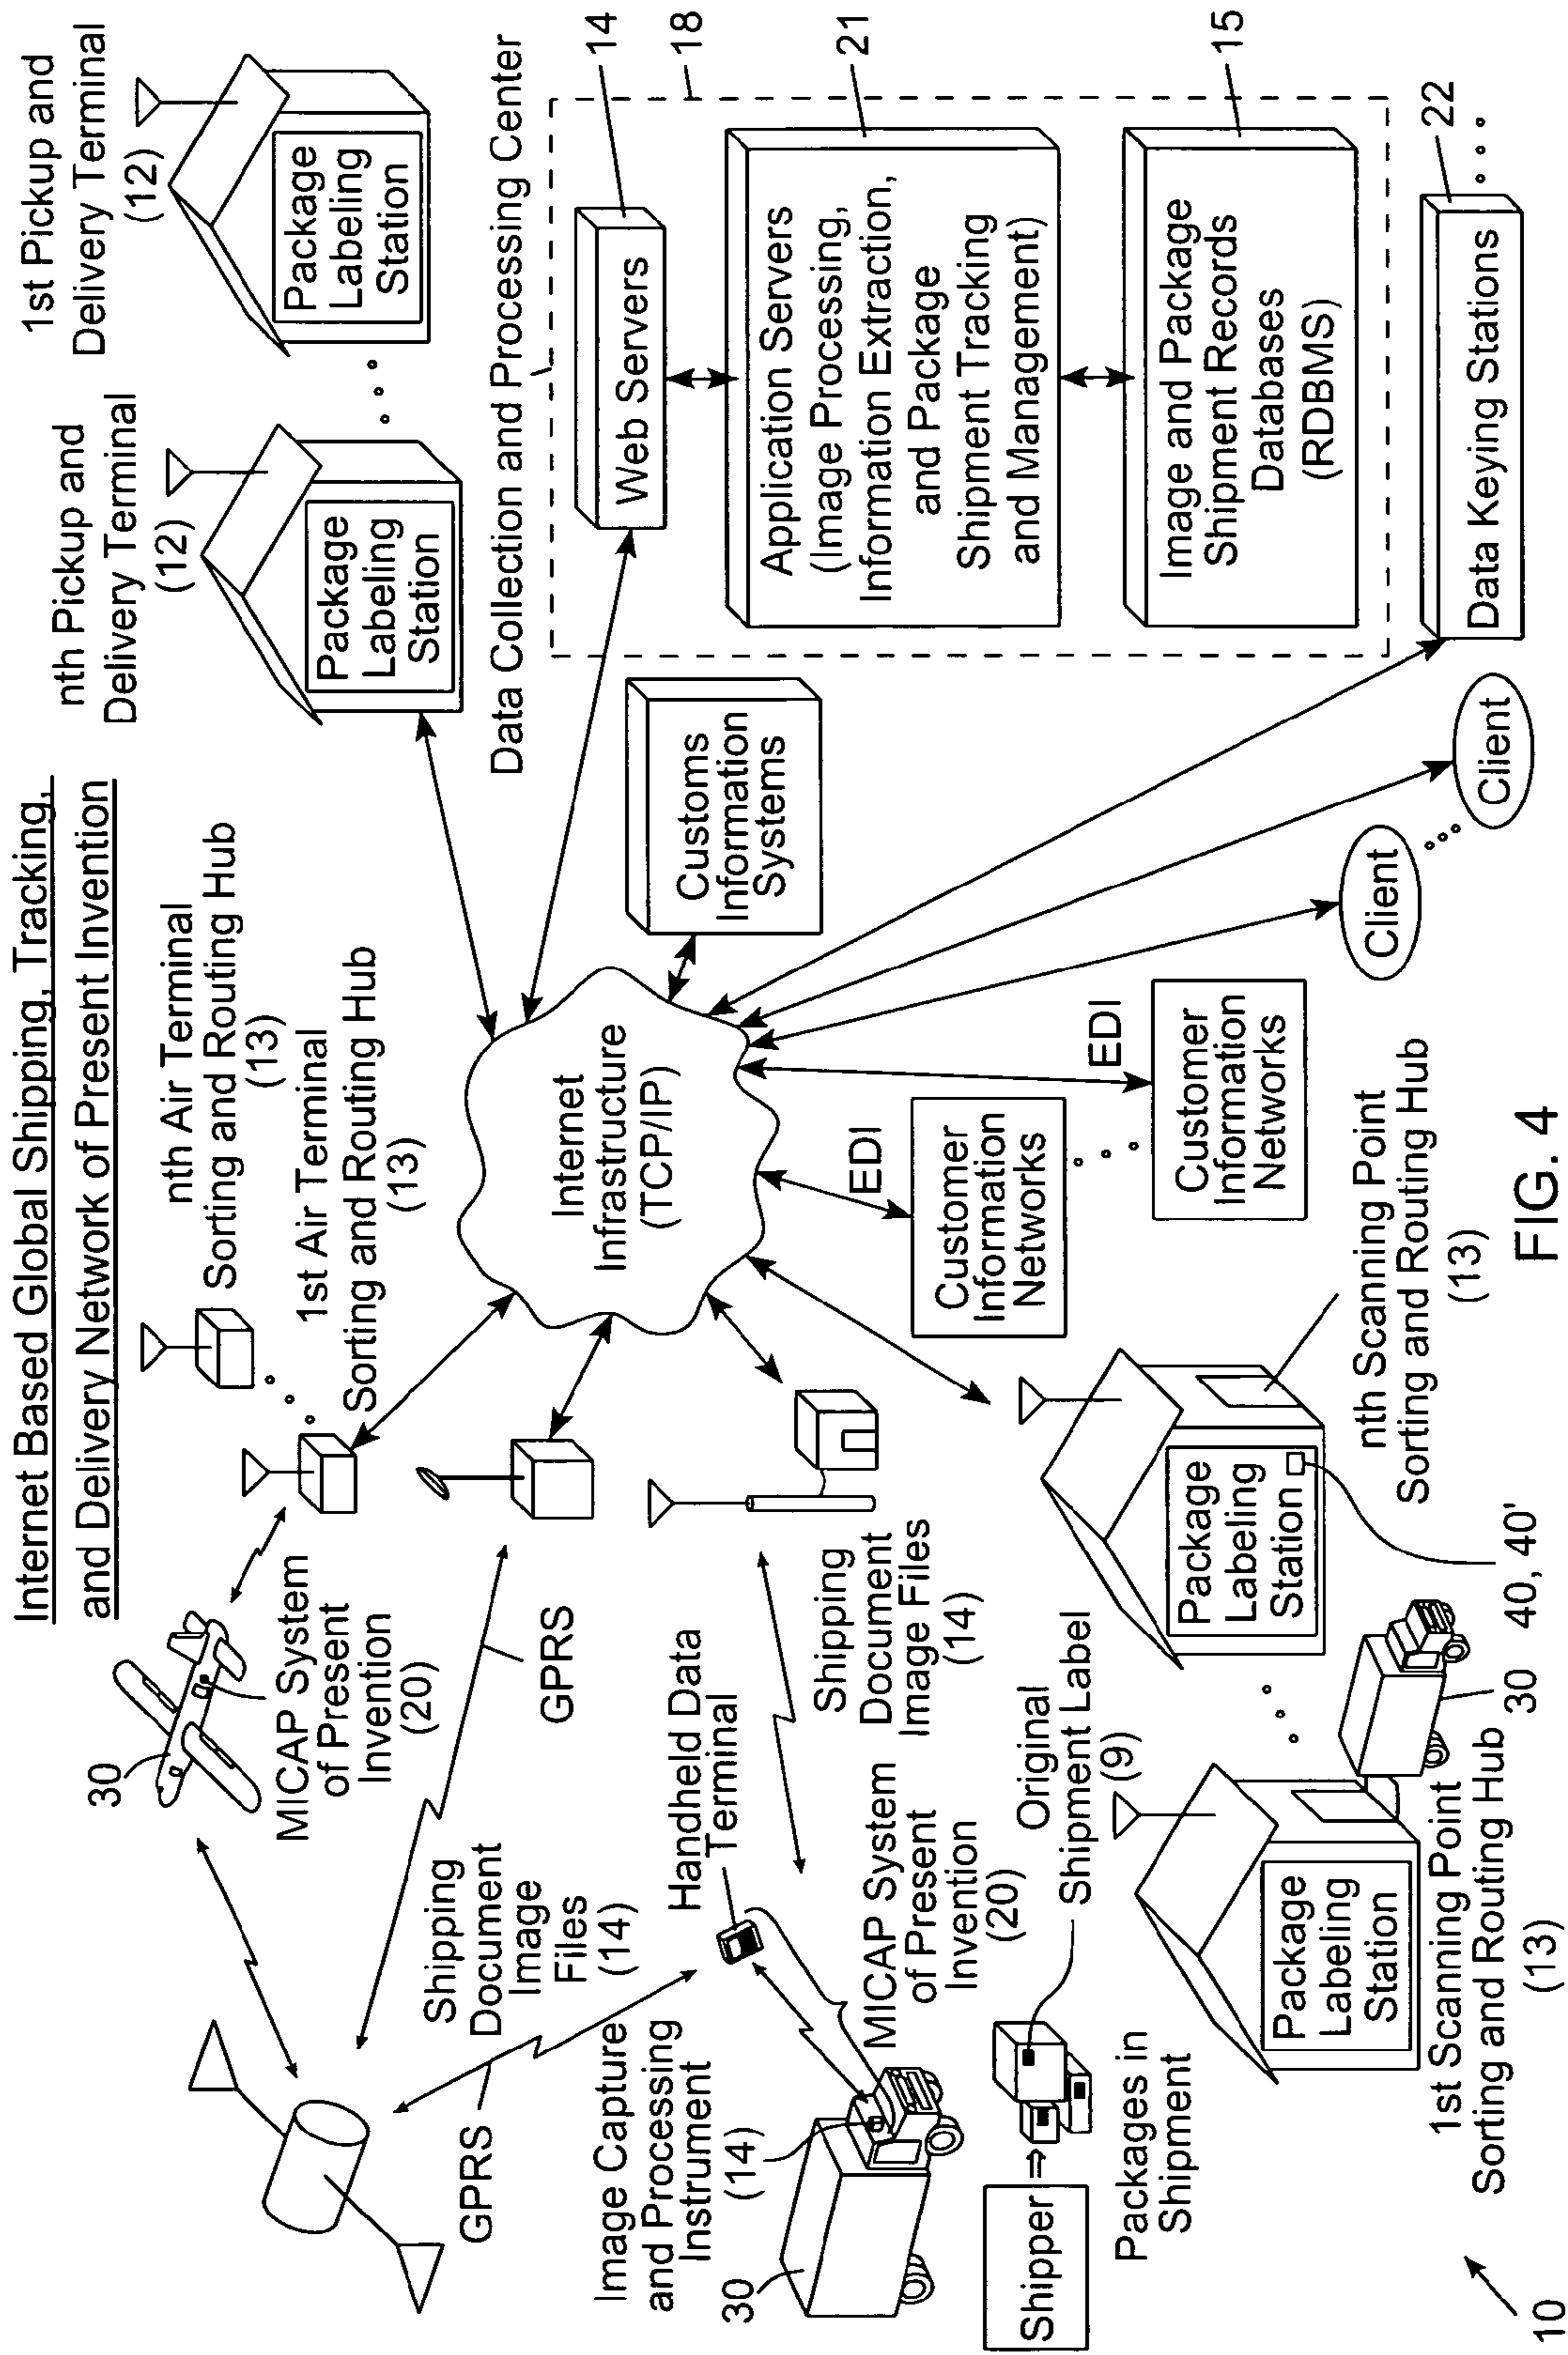 Internet Based Global Shipping, Tracking,
and Delivery Network of Present Invention
30
MICAP System
of Present
Invention
(20)
nth Air Terminal
Sorting and Routing Hub
(13)
1st Air Terminal
Sorting and Routing Hub
(13)
nth Pickup and
Delivery Terminal
(12)
Package
Labeling
Station
1st Pickup and
Delivery Terminal
(12)
Package
Labeling
Station
GPRS
GPRS
Shipping
Document
Image
Files
(14)
Handheld Data
Terminal
Image Capture
and Processing
Instrument
(14)
30
MICAP System
of Present
Invention
(20)
Shipping
Document
Image Files
(14)
Internet
Infrastructure
(TCP/IP)
Customs
Information
Systems
Data Collection and Processing Center
Web Servers
14
18
Application Servers
(Image Processing,
Information Extraction,
and Package
Shipment Tracking
and Management)
21
Image and Package
Shipment Records
Databases
(RDBMS)
15
Data Keying Stations
22
Client
Client
EDI
Customer
Information
Networks
EDI
Customer
Information
Networks
Shipper ⇒
Packages in
Shipment
Original
Shipment Label
(9)
Package
Labeling
Station
1st Scanning Point
Sorting and Routing Hub
(13)
30
Package
Labeling
Station
40, 40'
nth Scanning Point
Sorting and Routing Hub
(13)
10
FIG. 4